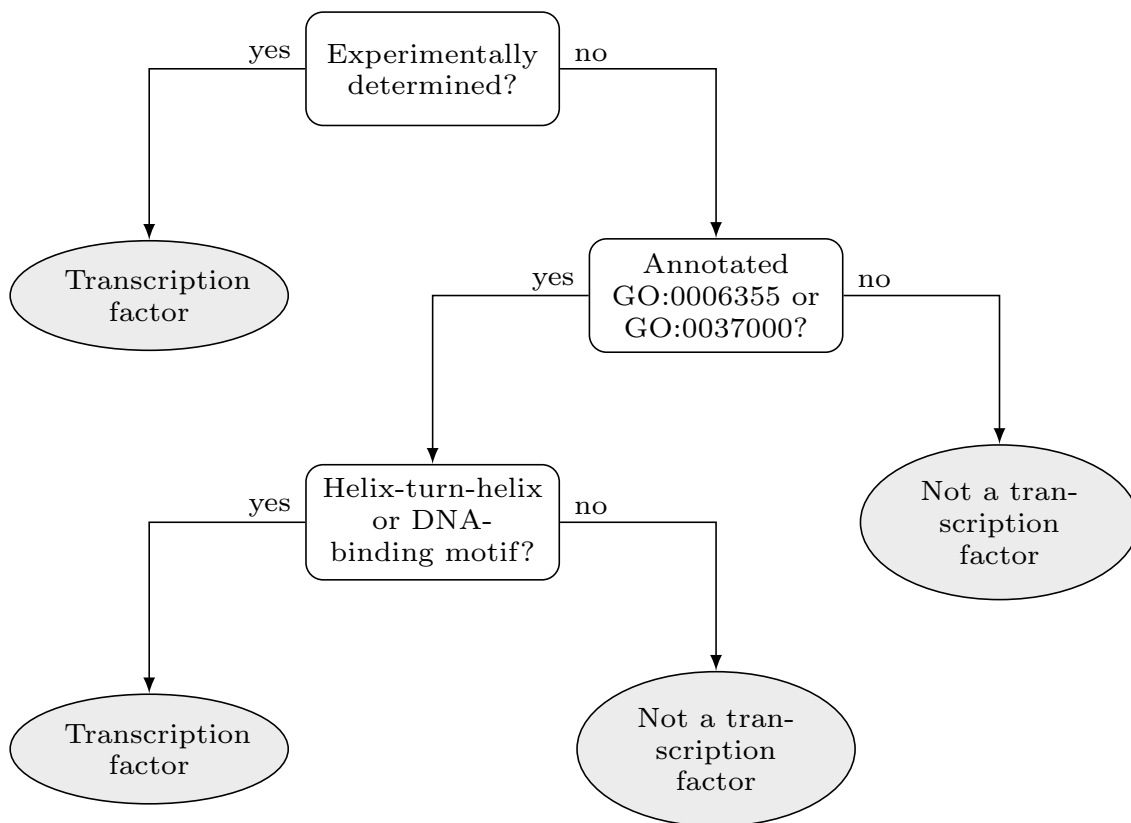 yes
Experimentally
determined?
no
Transcription
factor
yes
Annotated
GO:0006355 or
GO:0037000?
no
yes
Helix-turn-helix
or DNA-
binding motif?
no
Not a tran-
scription
factor
Transcription
factor
Not a tran-
scription
factor